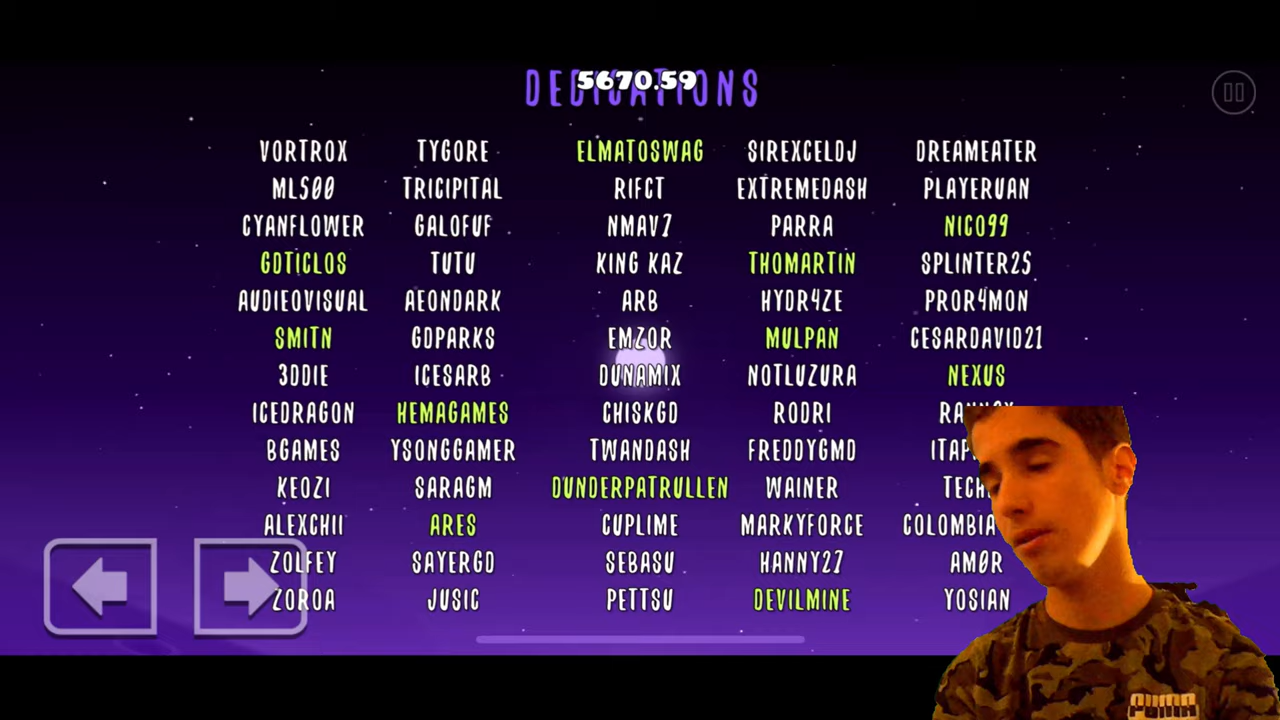 DEDICATIONS
5670.59
VORTROX TYGORE ELMATOSWAG SIREXCELDJ DREAMEATER
ML500 TRICIPITAL RIFCT EXTREMEDASH PLAYERUAN
CYANFLOWER GALOFUF NMAV7 PARRA NICO99
GDTICLOS TUTU KING KAZ THOMARTIN SPLINTER25
AUDIEOVISUAL AEONDARK ARB HYDR4ZE PROR4MON
SMITN GDPARKS EMZOR MULPAN CESARDAVID21
3DDIE ICESARB DUNAMIX NOTLUZURA NEXUS
ICEDRAGON HEMAGAMES CHISKGD RODRI
BGAMES YSONGGAMER TWANDASH FREDDYGMD
KEOZI SARAGM DUNDERPATRULLEN WAINER
ALEXCHII ARES CUPLIME MARKYFORCE COLOMBIA
ZOLFEY SAYERGD SEBASU HANNY27 AMØR
ZOROA JUSIC PETTSU DEVILMINE YOSIAN
PUMA